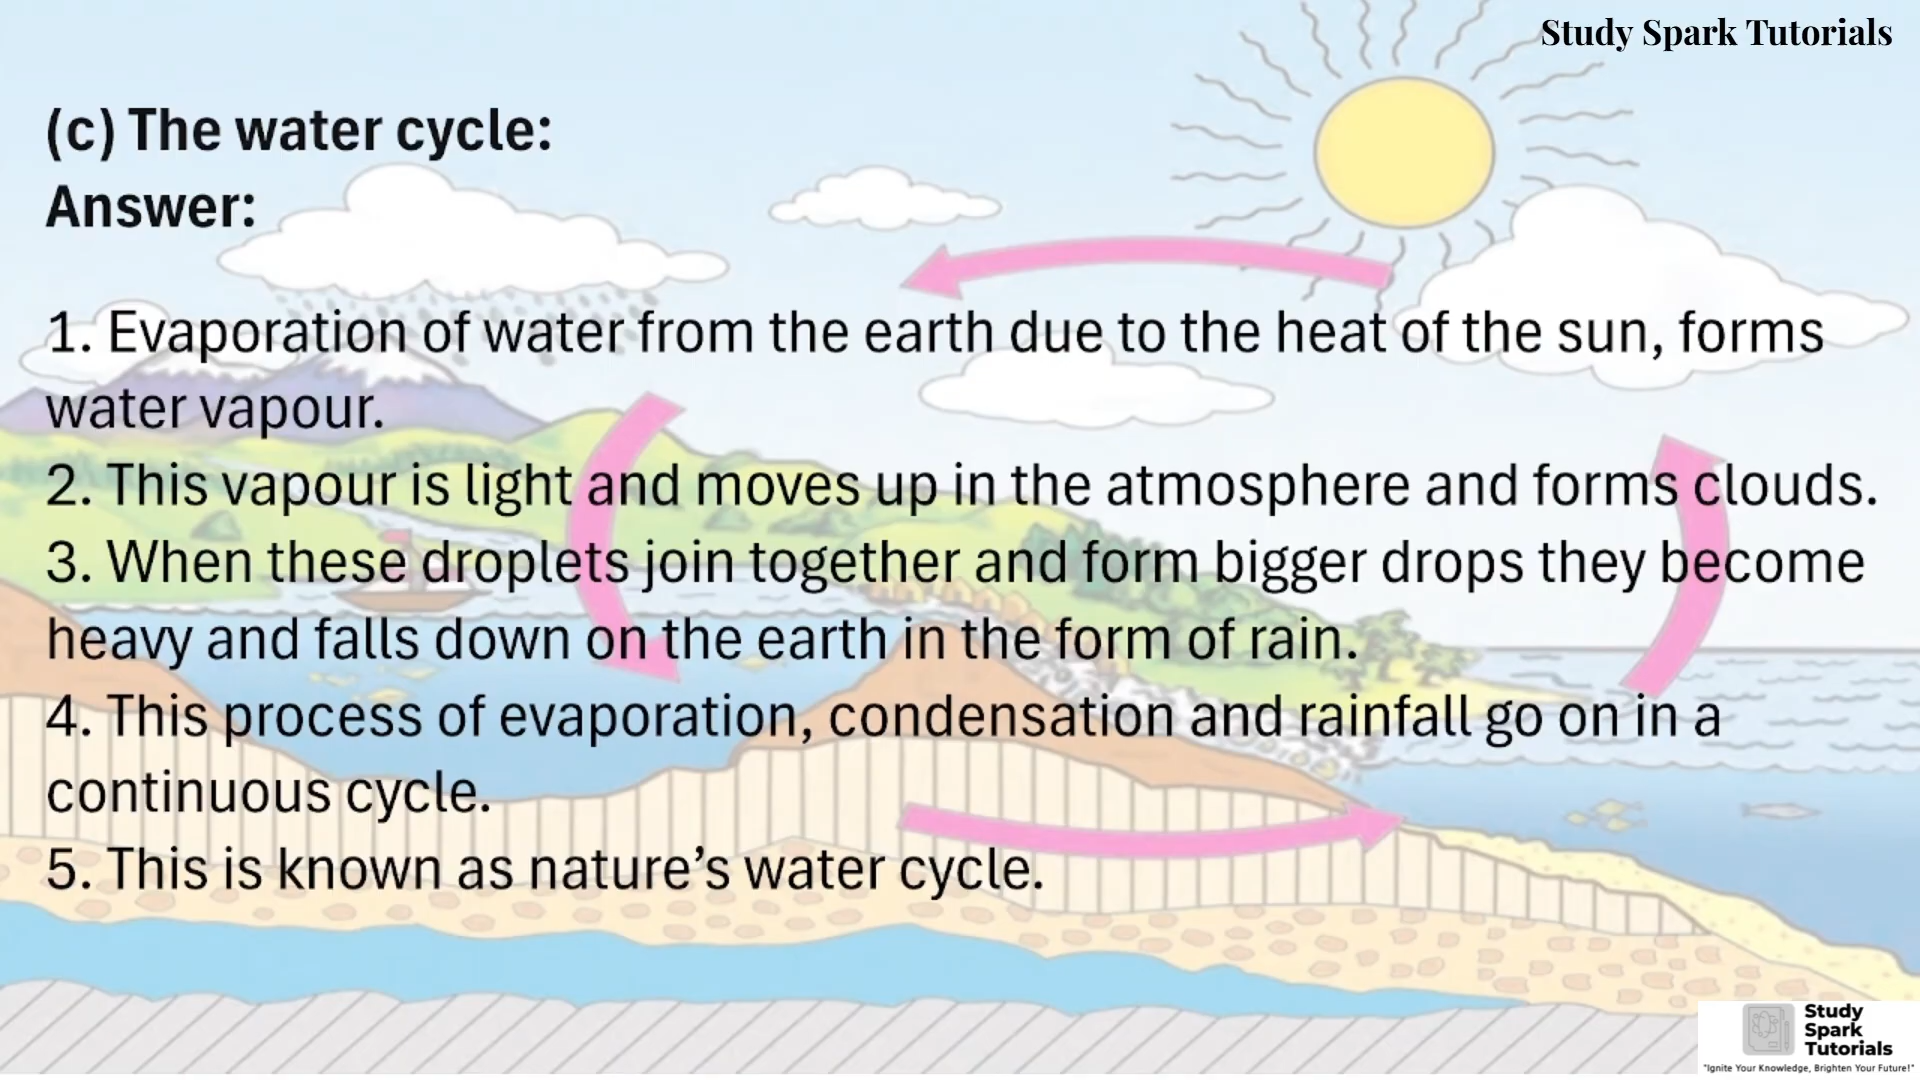 Study Spark Tutorials
(c) The water cycle:
Answer:
1. Evaporation of water from the earth due to the heat of the sun, forms
water vapour.
2. This vapour is light and moves up in the atmosphere and forms clouds.
3. When these droplets join together and form bigger drops they become
heavy and falls down on the earth in the form of rain.
4. This process of evaporation, condensation and rainfall go on in a
continuous cycle.
5. This is known as nature’s water cycle.
Study
Spark
Tutorials
"Ignite Your Knowledge, Brighten Your Future!"